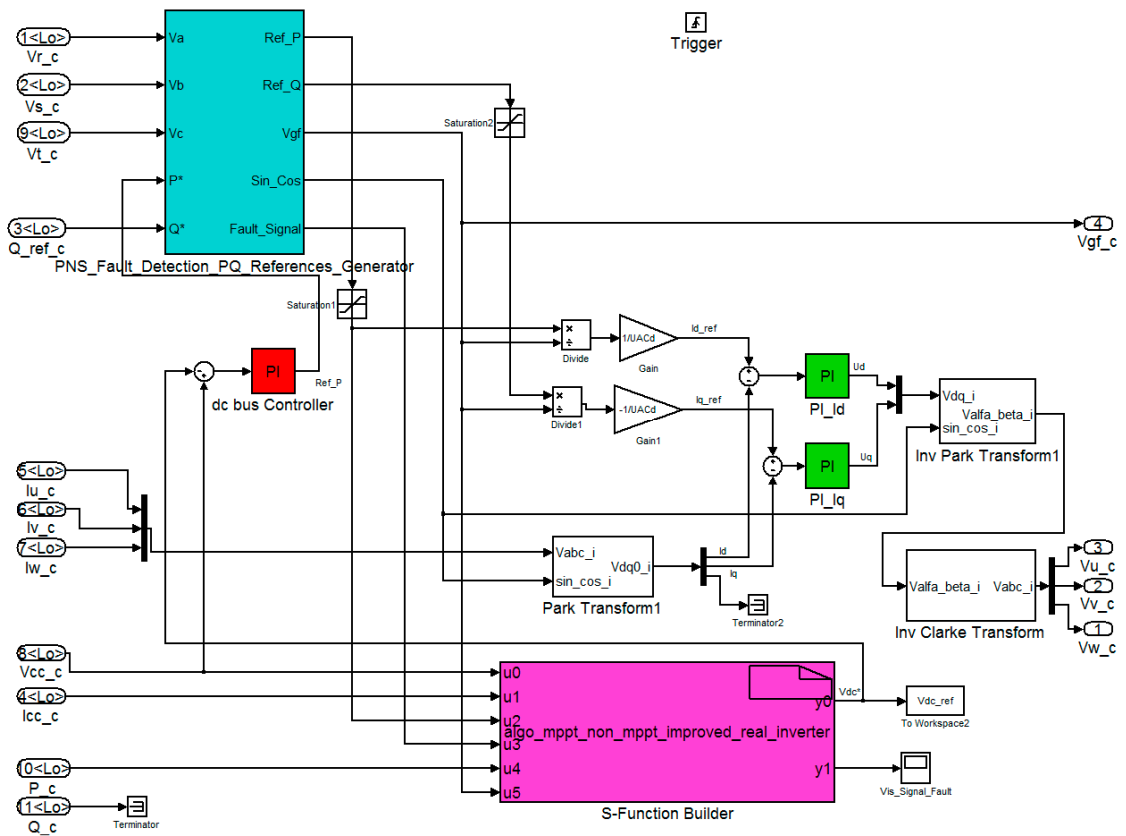 1<Lo>
Vr_c
2<Lo>
Vs_c
9<Lo>
Vt_c
3<Lo>
Q_ref_c
Va
Vb
Vc
P*
Q*
Ref_P
Ref_Q
Vgf
Sin_Cos
Fault_Signal
PNS_Fault_Detection_PQ_References_Generator
Trigger
Saturation2
4
Vgf_c
Saturation1
PI
dc bus Controller
Ref_P
Divide
1/UACd
Gain
Id_ref
Divide1
-1/UACd
Gain1
Iq_ref
PI
PI_Id
Ud
PI
PI_Iq
Uq
Vdq_i
Valfa_beta_i
sin_cos_i
Inv Park Transform1
5<Lo>
Iu_c
6<Lo>
Iv_c
7<Lo>
Iw_c
Vabc_i
Vdq0_i
sin_cos_i
Park Transform1
Id
Iq
Terminator2
Valfa_beta_i
Vabc_i
Inv Clarke Transform
3
Vu_c
2
Vv_c
1
Vw_c
8<Lo>
Vcc_c
4<Lo>
Icc_c
0<Lo>
P_c
1<Lo>
Q_c
Terminator
u0
u1
u2
u3
u4
u5
algo_mppt_non_mppt_improved_real_inverter
y0
y1
S-Function Builder
Vdc*
Vdc_ref
To Workspace2
Vis_Signal_Fault